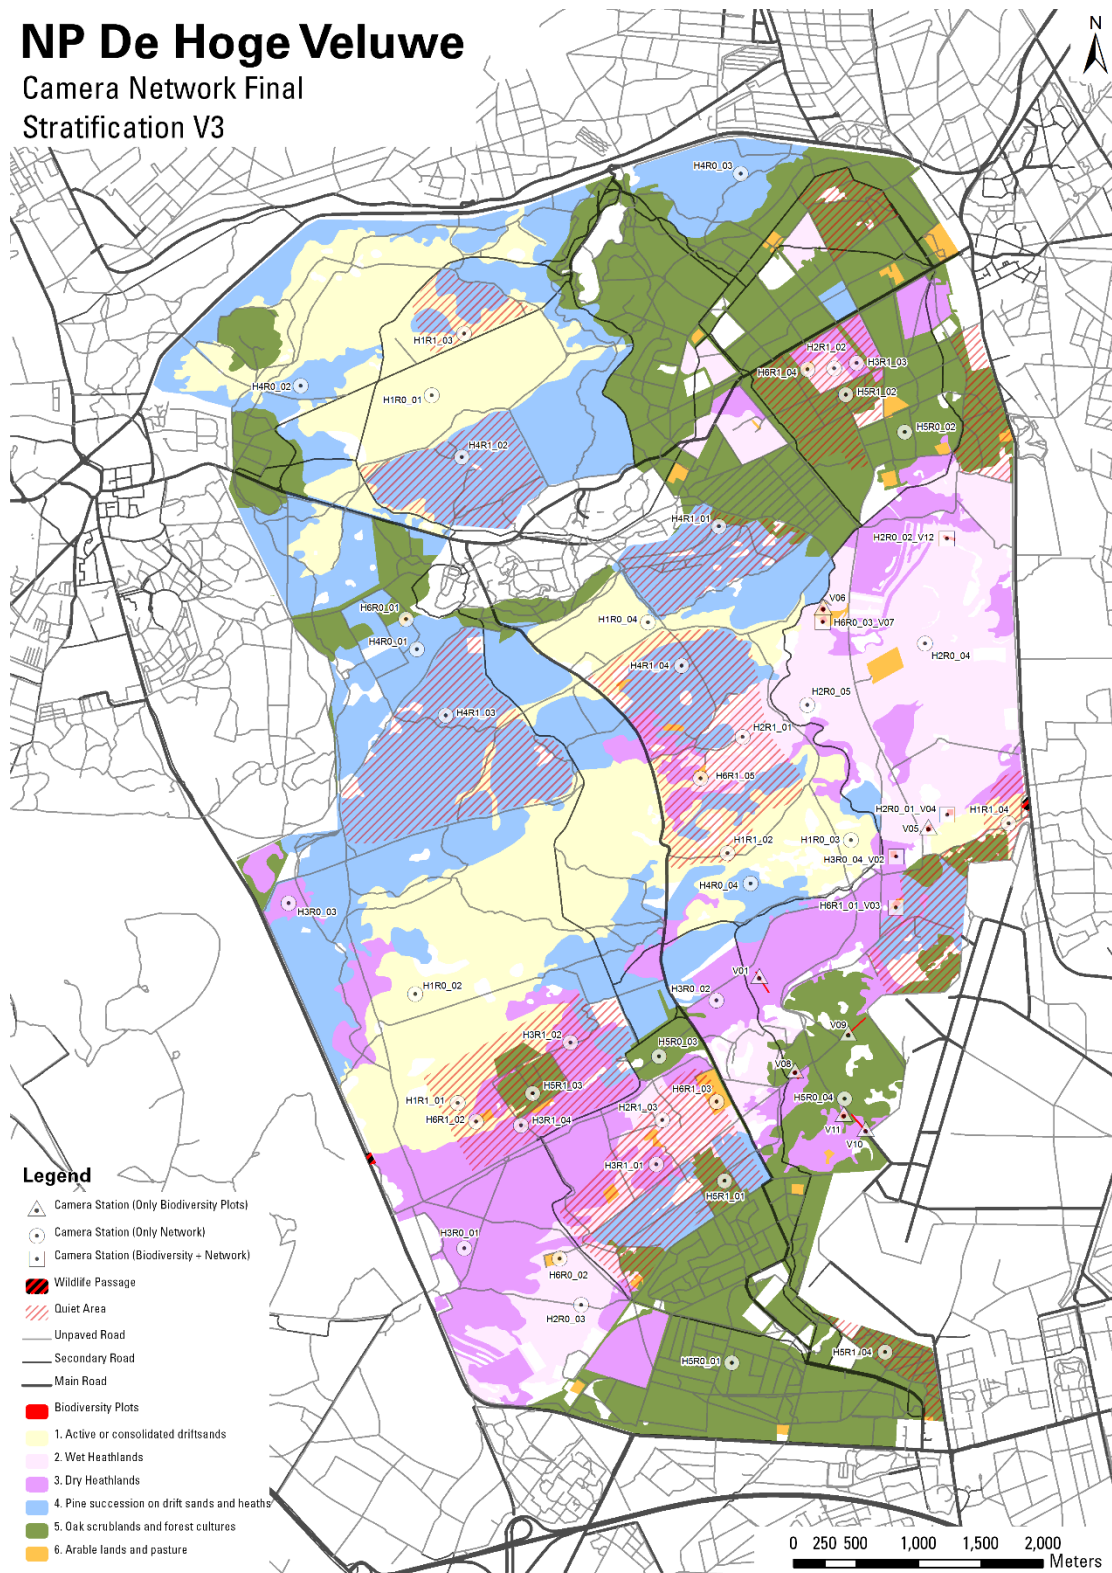 NP De Hoge Veluwe
Camera Network Final
Stratification V3
N
H4R0_03
H1R1_03
H2R1_02
H3R1_03
H6R1_04
H4R0_02
H1R0_01
H5R1_02
H5R0_02
H4R1_02
H4R1_01
H2R0_02_V12
V06
H6R0_01
H1R0_04
H6R0_03_V07
H4R0_01
H2R0_04
H4R1_04
H2R0_05
H4R1_03
H2R1_01
H6R1_05
H2R0_01_V04
H1R1_04
V05
H1R1_02
H1R0_03
H3R0_04_V02
H4R0_04
H3R0_03
H6R1_01_V03
V01
H1R0_02
H3R0_02
V09
H3R1_02
H5R0_03
V08
H5R1_03
H6R1_03
H5R0_04
H1R1_01
H6R1_02
H3R1_04
H2R1_03
V11
V10
H3R1_01
H5R1_01
H3R0_01
H6R0_02
H2R0_03
H5R0_01
H5R1_04
Legend
Camera Station (Only Biodiversity Plots)
Camera Station (Only Network)
Camera Station (Biodiversity + Network)
Wildlife Passage
Quiet Area
Unpaved Road
Secondary Road
Main Road
Biodiversity Plots
1. Active or consolidated driftsands
2. Wet Heathlands
3. Dry Heathlands
4. Pine succession on drift sands and heaths
5. Oak scrublands and forest cultures
6. Arable lands and pasture
0 250 500 1,000 1,500 2,000
Meters